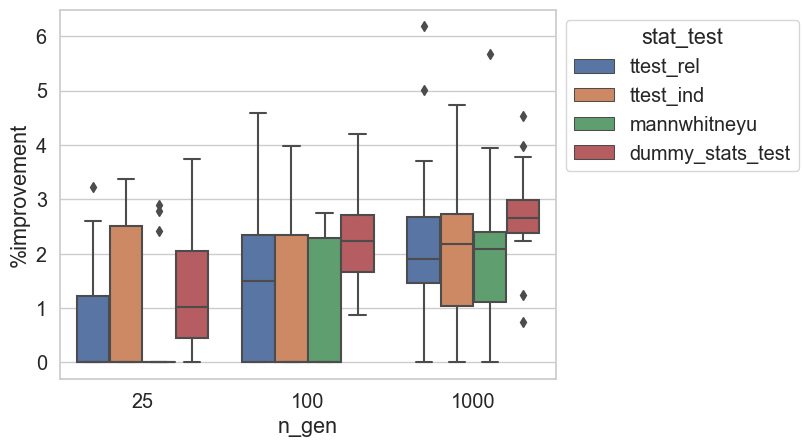 6
5
4
3
2
1
0
%improvement
25
100
1000
n_gen
stat_test
ttest_rel
ttest_ind
mannwhitneyu
dummy_stats_test